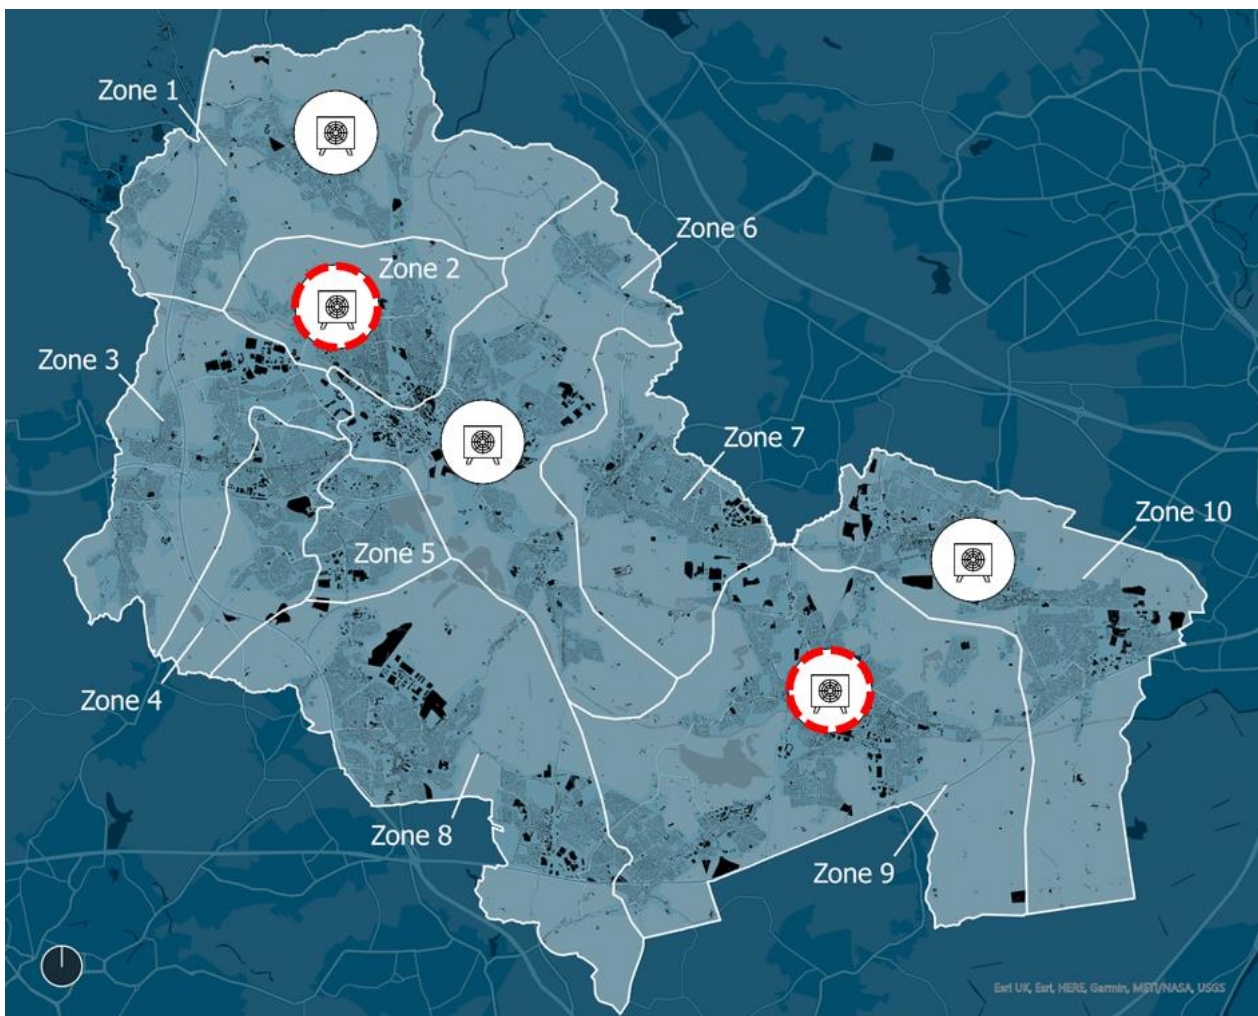 Zone 1
Zone 6
Zone 2
Zone 3
Zone 7
Zone 10
Zone 5
Zone 4
Zone 8
Zone 9
Esri UK, Esri, HERE, Garmin, METI/NASA, USGS